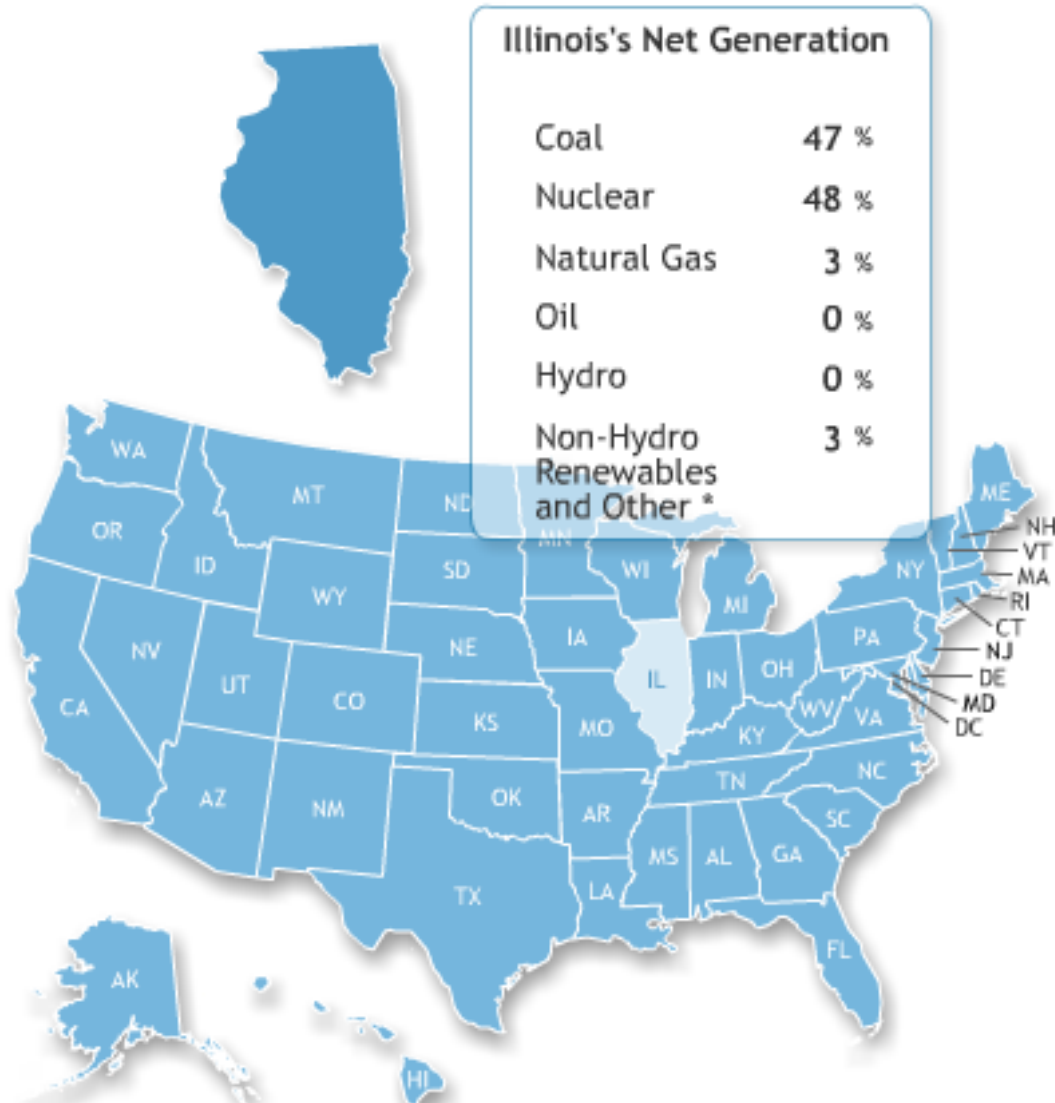 Illinois's Net Generation
Coal 47 %
Nuclear 48 %
Natural Gas 3 %
Oil 0 %
Hydro 0 %
Non-Hydro 3 %
Renewables
and Other *
WA
MT
ND
ME
OR
MN
NH
ID
SD
WI
NY
VT
WY
MI
MA
RI
IA
CT
NV
NE
PA
NJ
UT
IL
IN
OH
DE
CA
CO
MD
KS
MO
WV
VA
DC
KY
AZ
NM
OK
TN
NC
AR
SC
MS
AL
GA
TX
LA
FL
AK
HI